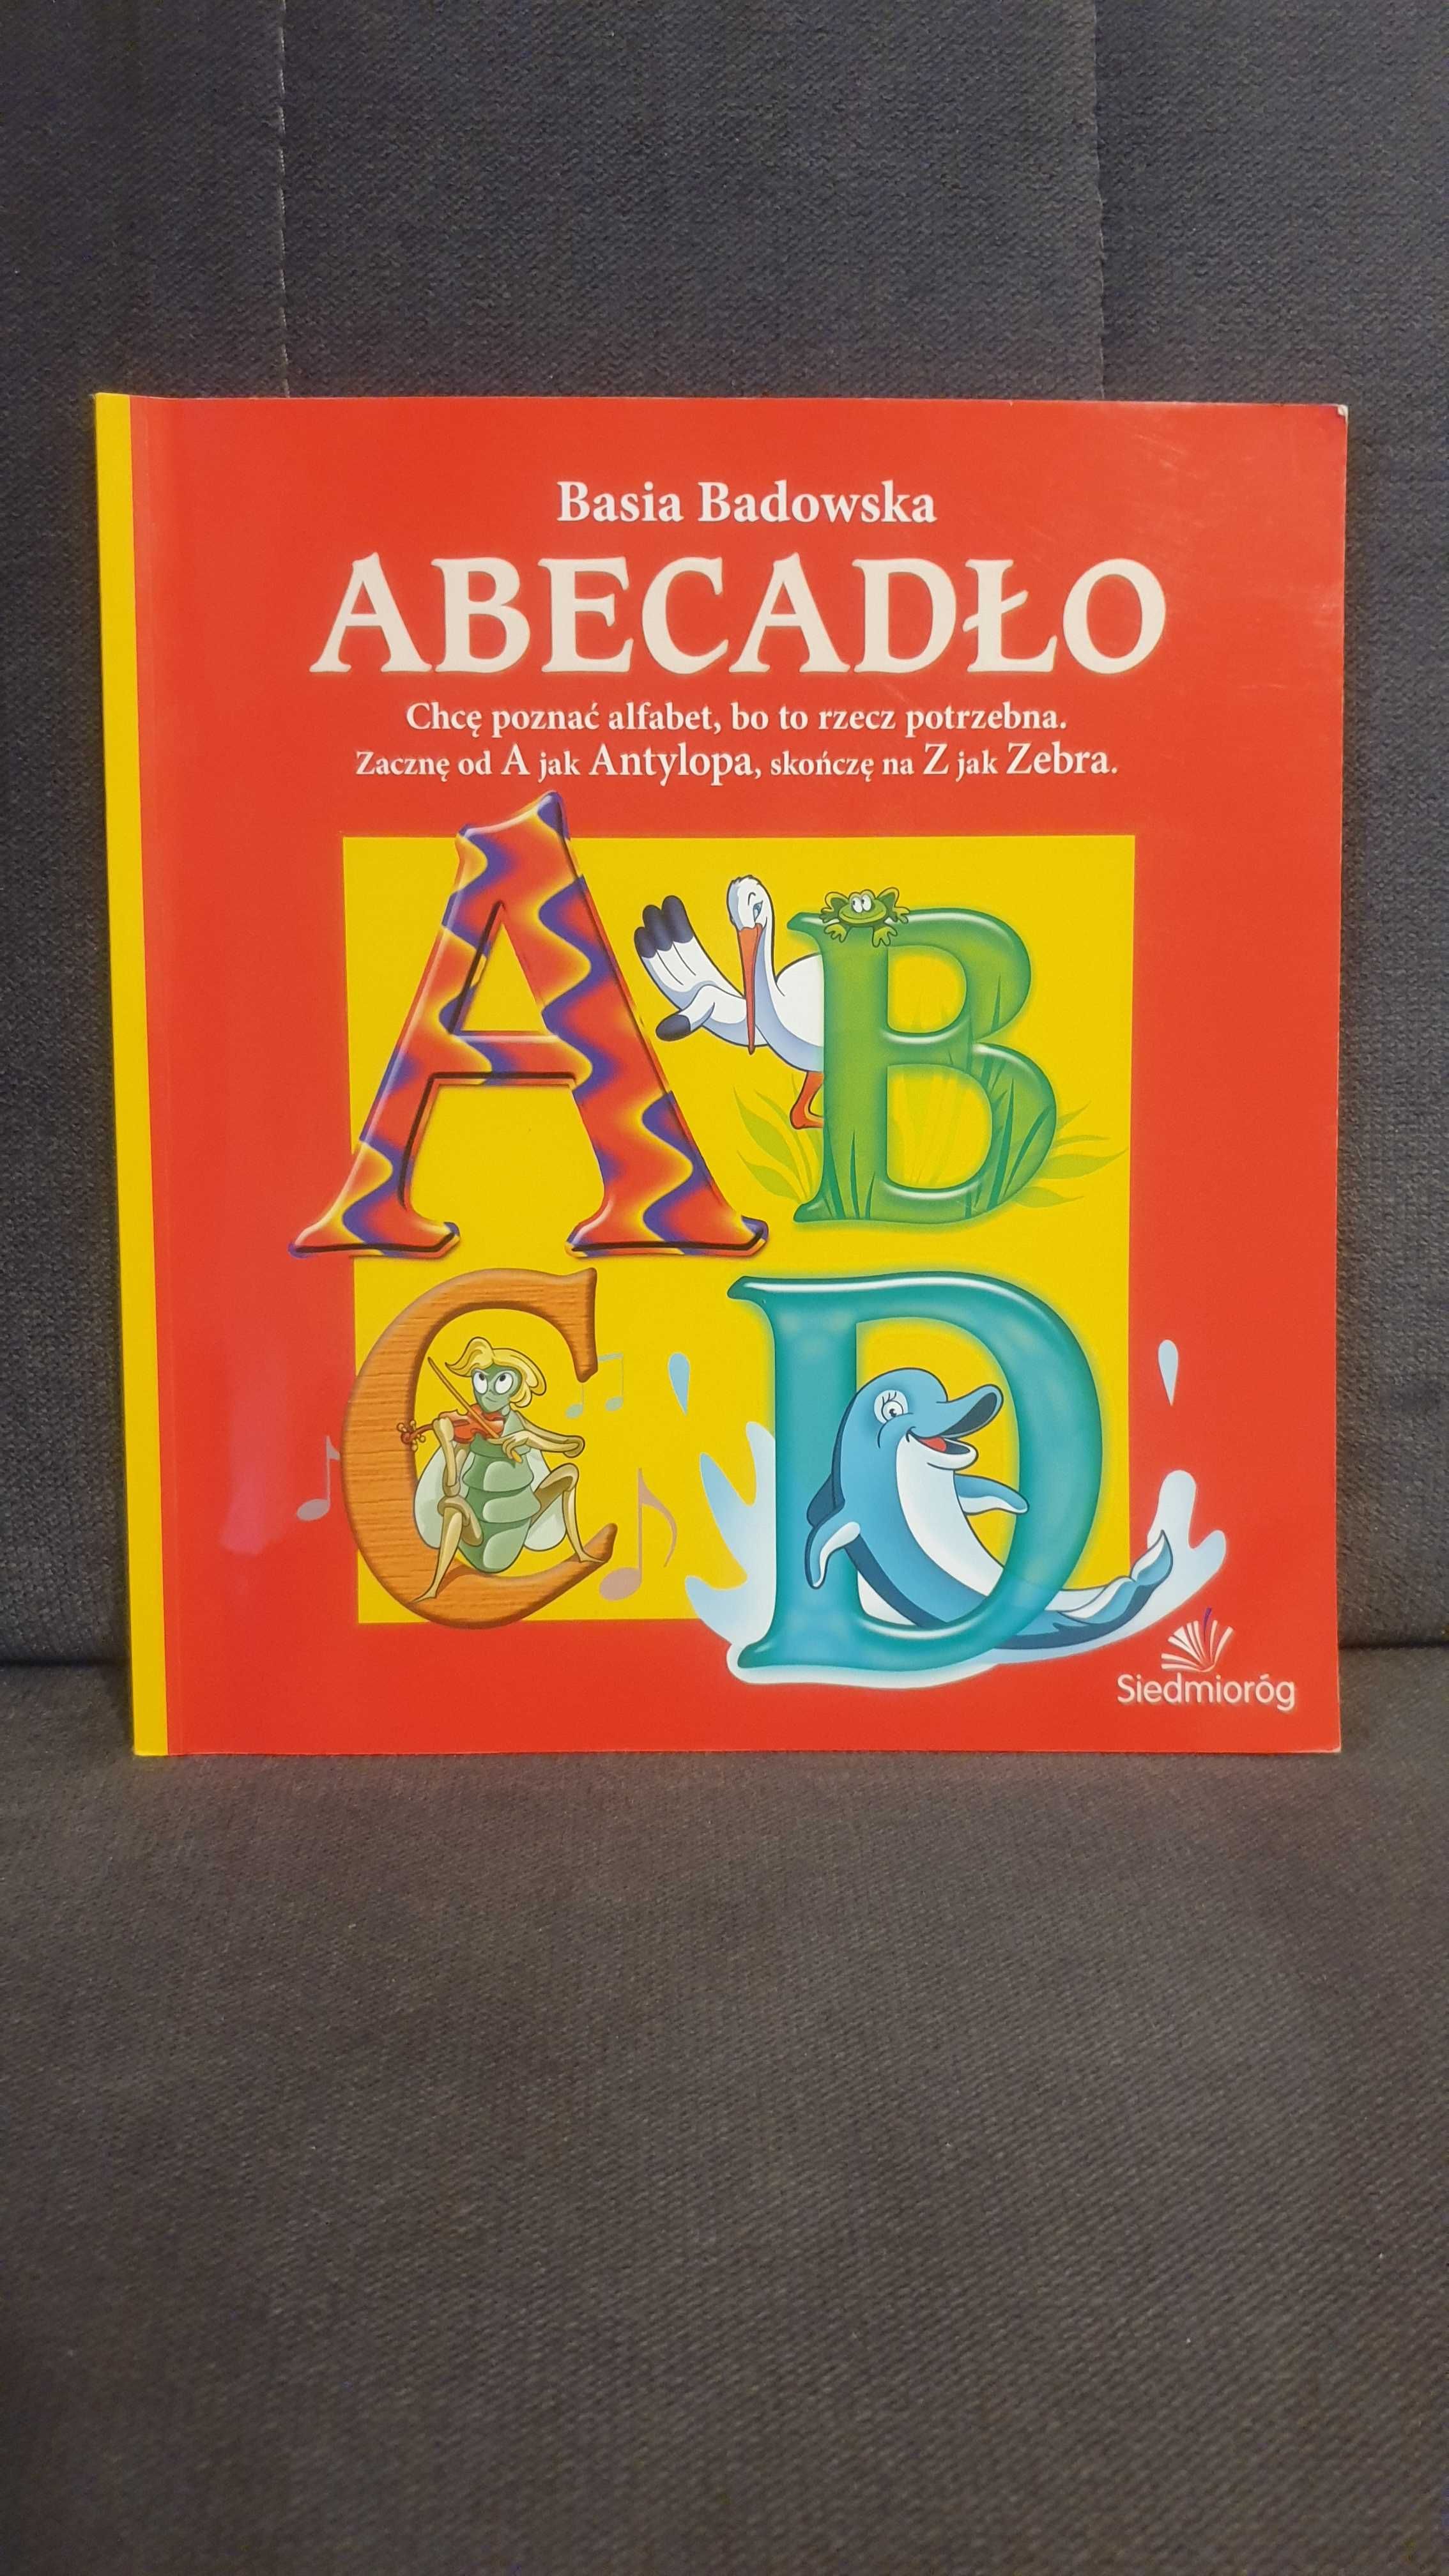 Basia Badowska
ABECADŁO
Chcę poznać alfabet, bo to rzecz potrzebna.
Zacznę od A jak Antylopa, skończę na Z jak Zebra.
A B
C D
Siedmioróg